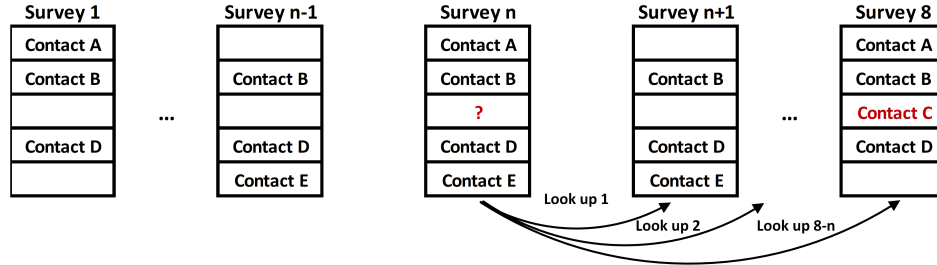 Survey 1
Survey n-1
Survey n
Survey n+1
Survey 8
Contact A
Contact A
Contact A
Contact B
Contact B
Contact B
Contact B
Contact B
...
?
...
Contact C
Contact D
Contact D
Contact D
Contact D
Contact D
Contact E
Contact E
Contact E
Look up 1
Look up 2
Look up 8-n